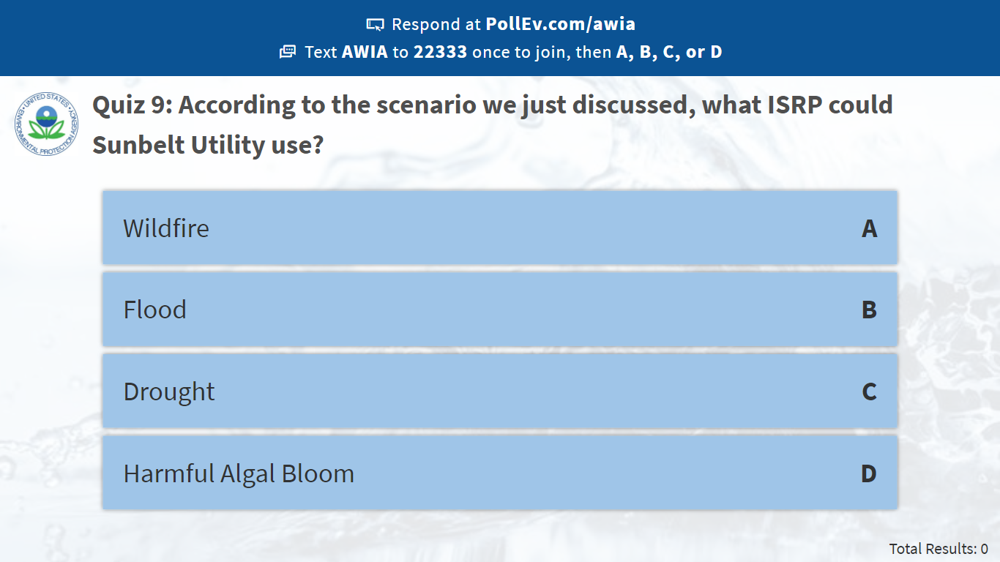 Respond at PollEv.com/awia
Text AWIA to 22333 once to join, then A, B, C, or D
UNITED STATES
ENVIRONMENTAL PROTECTION AGENCY
Quiz 9: According to the scenario we just discussed, what ISRP could
Sunbelt Utility use?
Wildfire A
Flood B
Drought C
Harmful Algal Bloom D
Total Results: 0